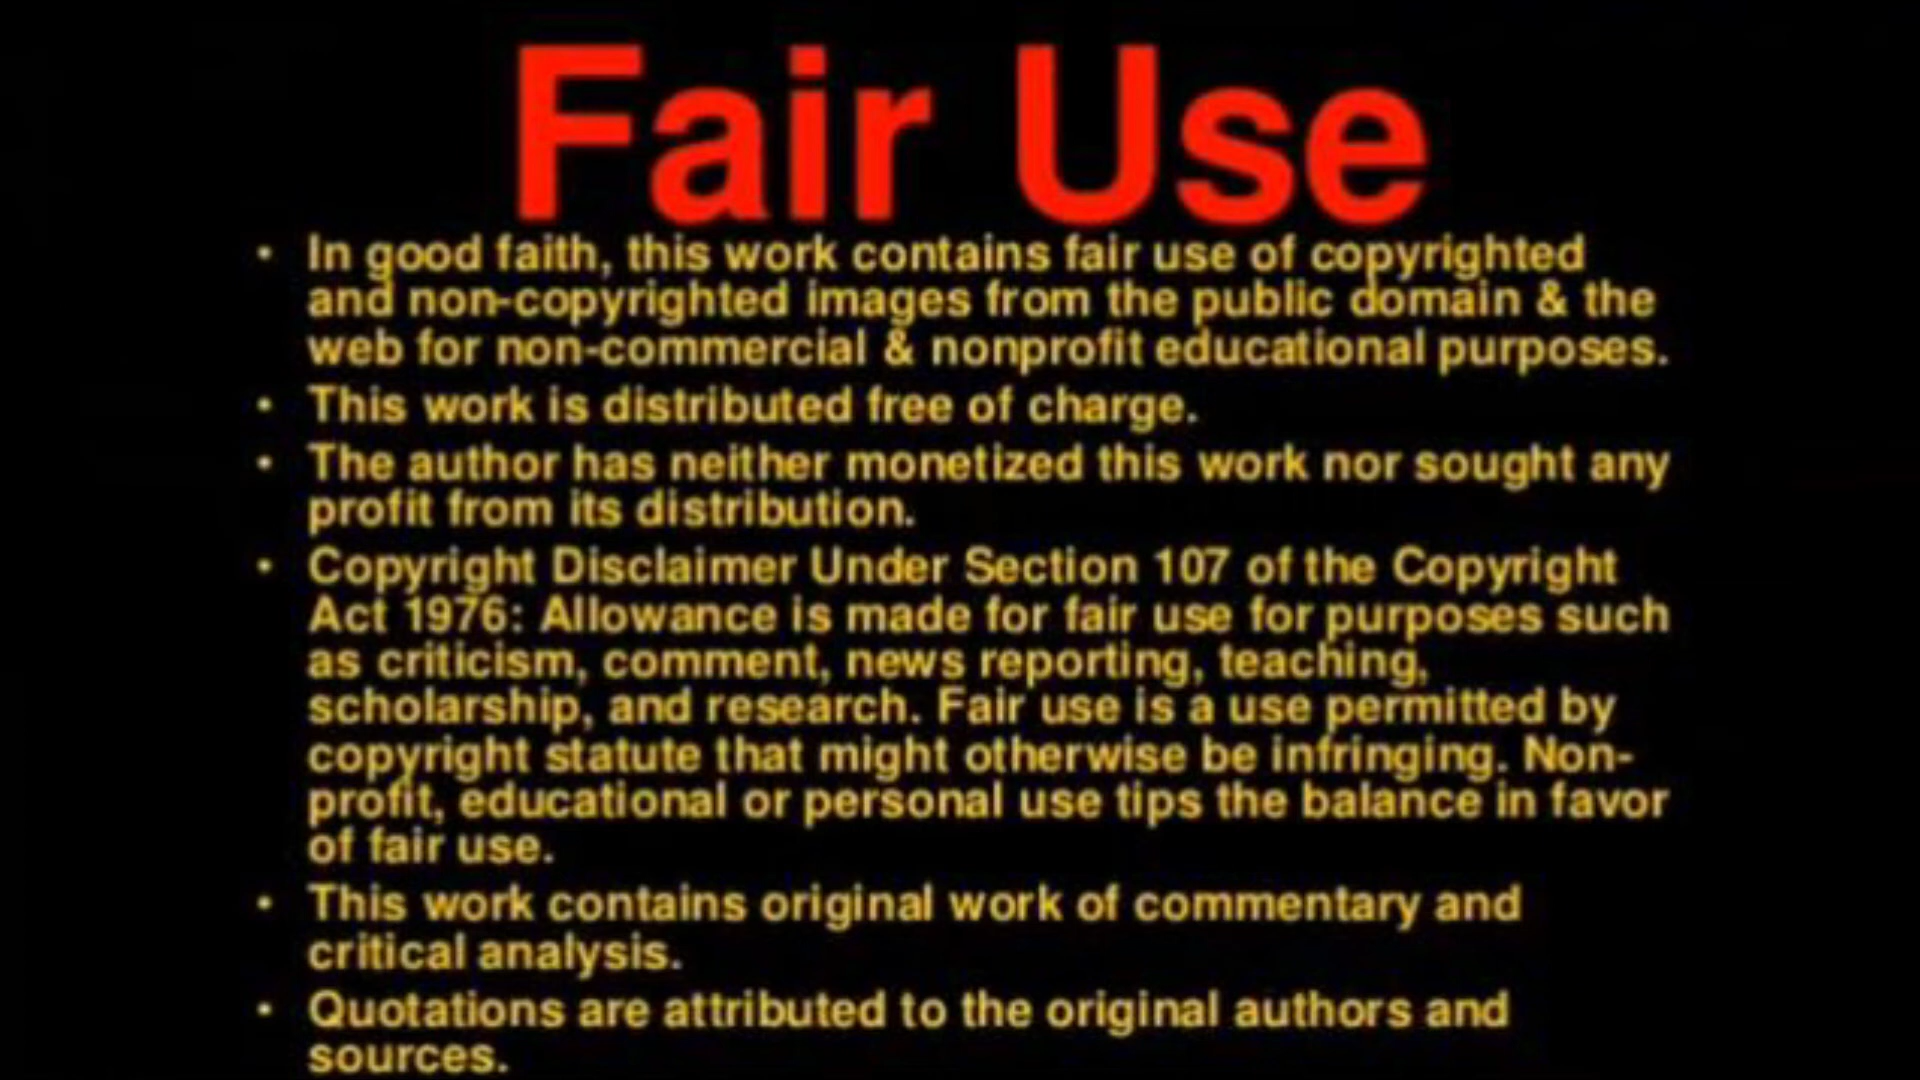 Fair Use
• In good faith, this work contains fair use of copyrighted
and non-copyrighted images from the public domain & the
web for non-commercial & nonprofit educational purposes.
• This work is distributed free of charge.
• The author has neither monetized this work nor sought any
profit from its distribution.
• Copyright Disclaimer Under Section 107 of the Copyright
Act 1976: Allowance is made for fair use for purposes such
as criticism, comment, news reporting, teaching,
scholarship, and research. Fair use is a use permitted by
copyright statute that might otherwise be infringing. Non-
profit, educational or personal use tips the balance in favor
of fair use.
• This work contains original work of commentary and
critical analysis.
• Quotations are attributed to the original authors and
sources.